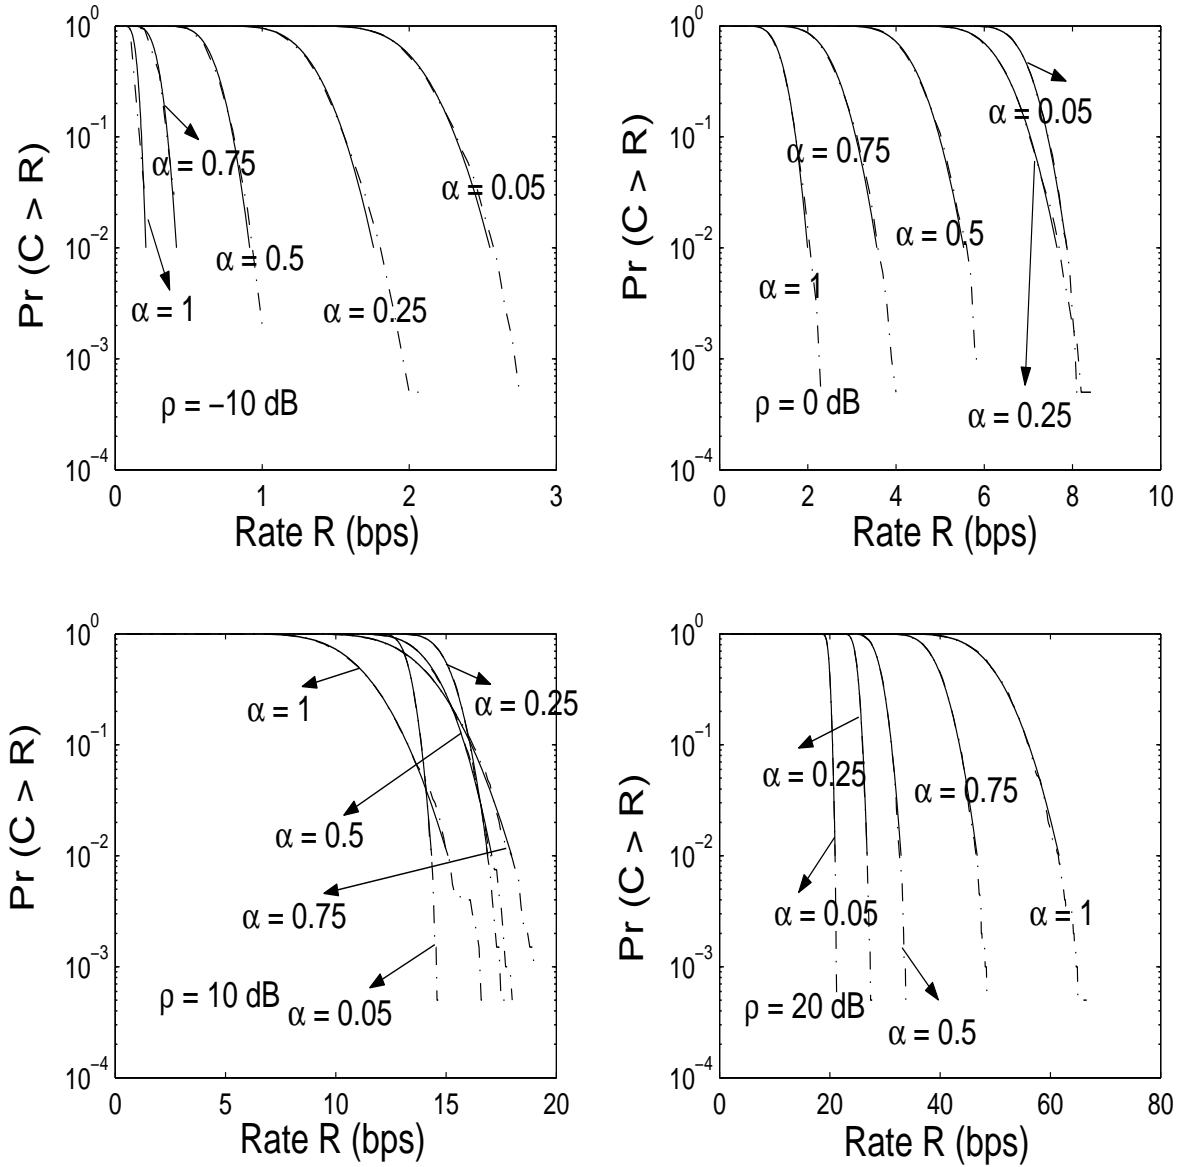 10^0
10^−1
10^−2
10^−3
10^−4
Pr (C > R)
α = 0.75
α = 0.05
α = 0.5
α = 1
α = 0.25
ρ = −10 dB
0 1 2 3
Rate R (bps)
10^0
10^−1
10^−2
10^−3
10^−4
Pr (C > R)
α = 0.05
α = 0.75
α = 0.5
α = 1
ρ = 0 dB
α = 0.25
0 2 4 6 8 10
Rate R (bps)
10^0
10^−1
10^−2
10^−3
10^−4
Pr (C > R)
α = 1
α = 0.25
α = 0.5
α = 0.75
ρ = 10 dB
α = 0.05
0 5 10 15 20
Rate R (bps)
10^0
10^−1
10^−2
10^−3
10^−4
Pr (C > R)
α = 0.25
α = 0.75
α = 0.05
α = 1
ρ = 20 dB
α = 0.5
0 20 40 60 80
Rate R (bps)